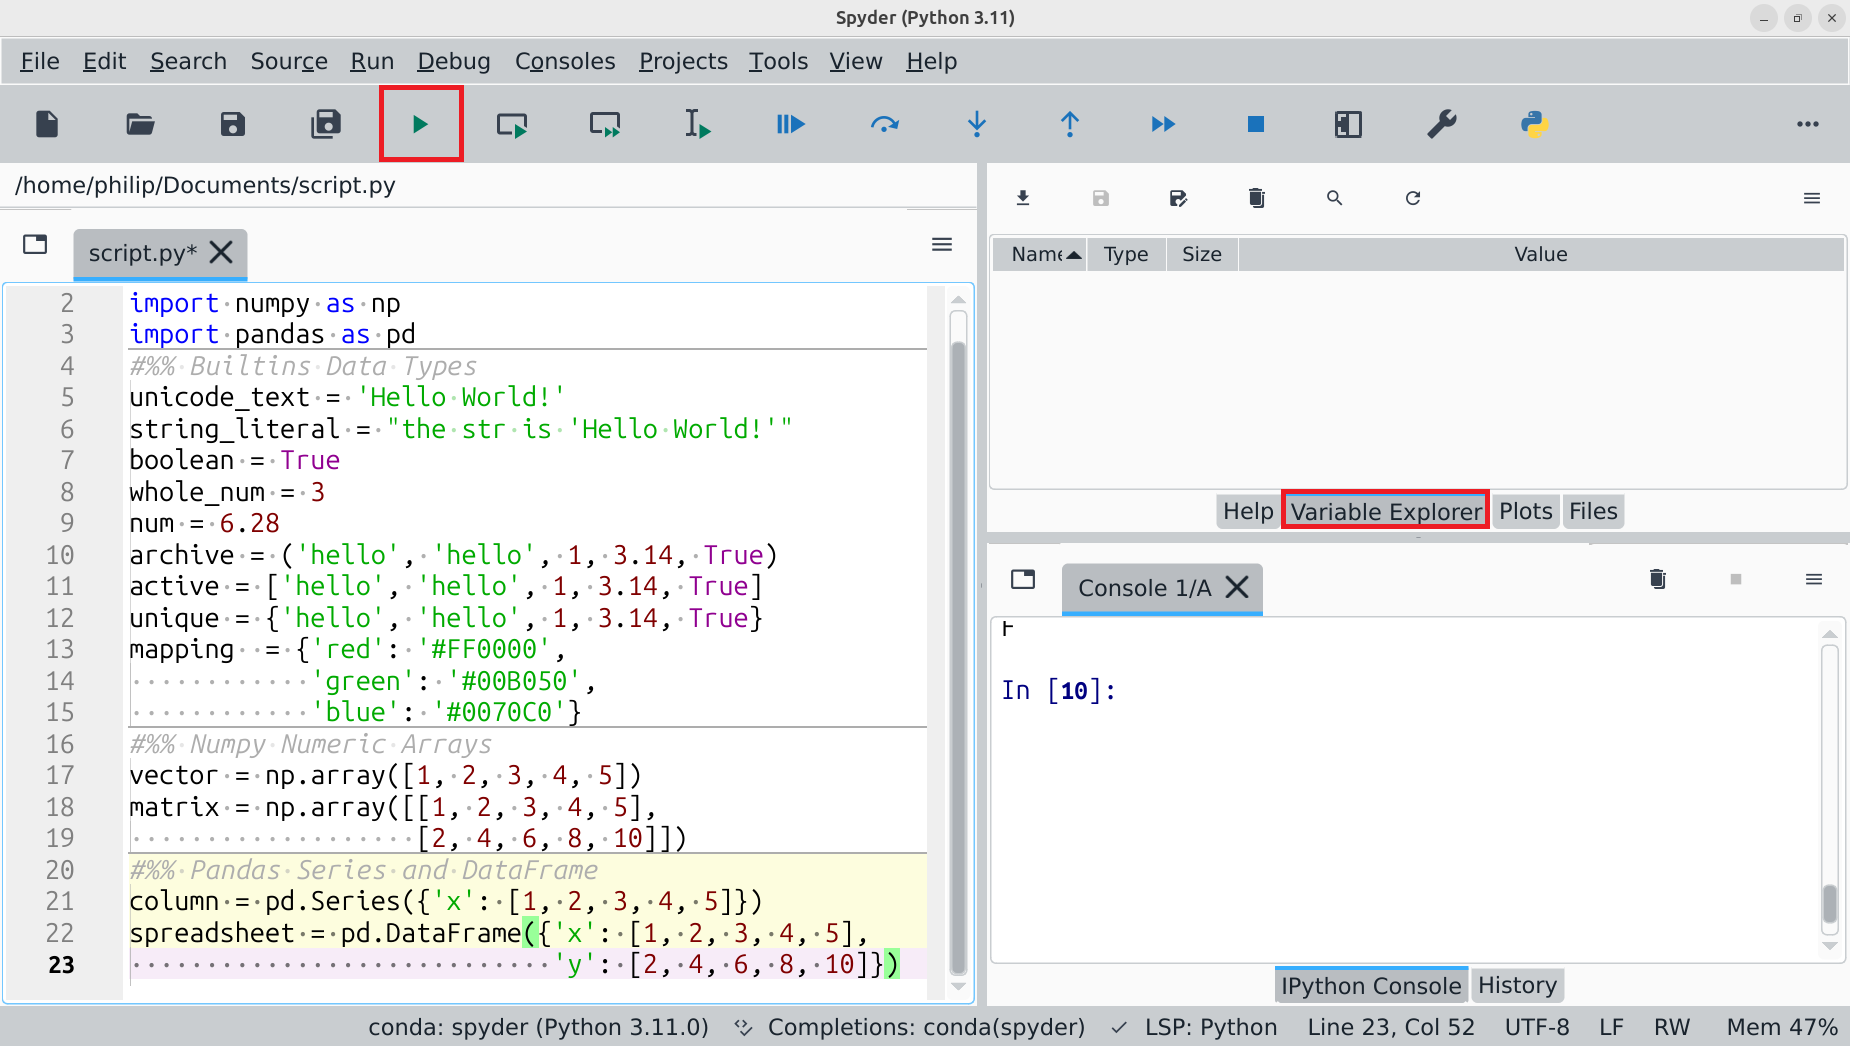 Spyder (Python 3.11)
File Edit Search Source Run Debug Consoles Projects Tools View Help
/home/philip/Documents/script.py
script.py*
2 import numpy as np
3 import pandas as pd
4 #%% Builtins Data Types
5 unicode_text = 'Hello World!'
6 string_literal = "the str is 'Hello World!'"
7 boolean = True
8 whole_num = 3
9 num = 6.28
10 archive = ('hello', 'hello', 1, 3.14, True)
11 active = ['hello', 'hello', 1, 3.14, True]
12 unique = {'hello', 'hello', 1, 3.14, True}
13 mapping  = {'red': '#FF0000',
14             'green': '#00B050',
15             'blue': '#0070C0'}
16 #%% Numpy Numeric Arrays
17 vector = np.array([1, 2, 3, 4, 5])
18 matrix = np.array([[1, 2, 3, 4, 5],
19                    [2, 4, 6, 8, 10]])
20 #%% Pandas Series and DataFrame
21 column = pd.Series({'x': [1, 2, 3, 4, 5]})
22 spreadsheet = pd.DataFrame({'x': [1, 2, 3, 4, 5],
23                             'y': [2, 4, 6, 8, 10]})
Name Type Size Value
Help Variable Explorer Plots Files
Console 1/A
In [10]:
IPython Console History
conda: spyder (Python 3.11.0) Completions: conda(spyder) LSP: Python Line 23, Col 52 UTF-8 LF RW Mem 47%